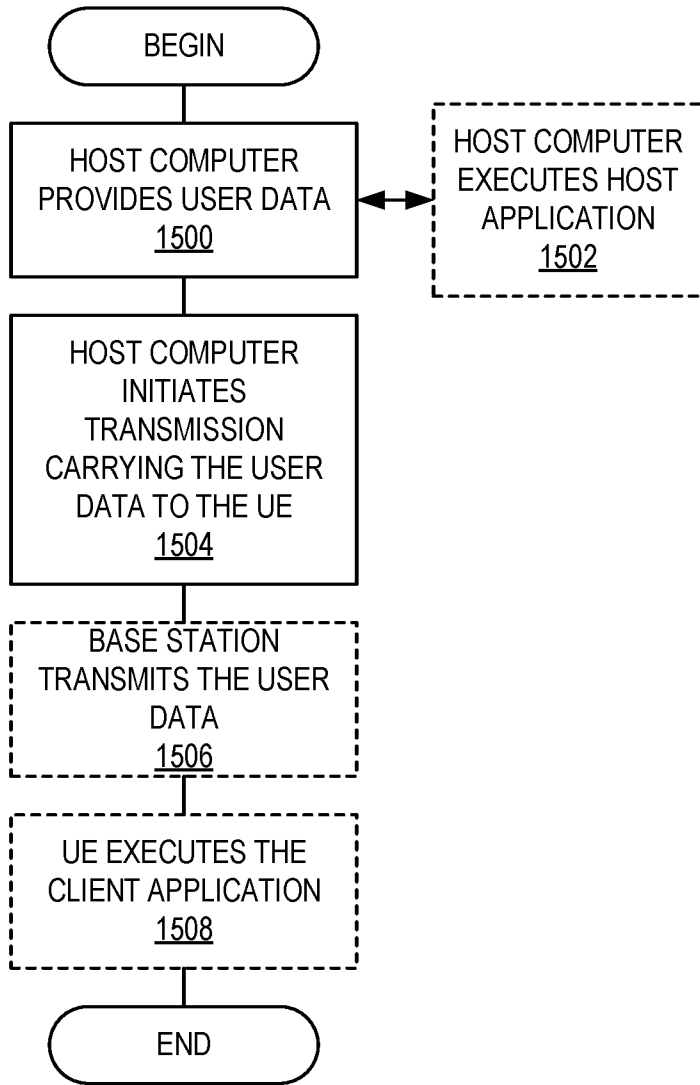 BEGIN
HOST COMPUTER
PROVIDES USER DATA
1500
HOST COMPUTER
EXECUTES HOST
APPLICATION
1502
HOST COMPUTER
INITIATES
TRANSMISSION
CARRYING THE USER
DATA TO THE UE
1504
BASE STATION
TRANSMITS THE USER
DATA
1506
UE EXECUTES THE
CLIENT APPLICATION
1508
END